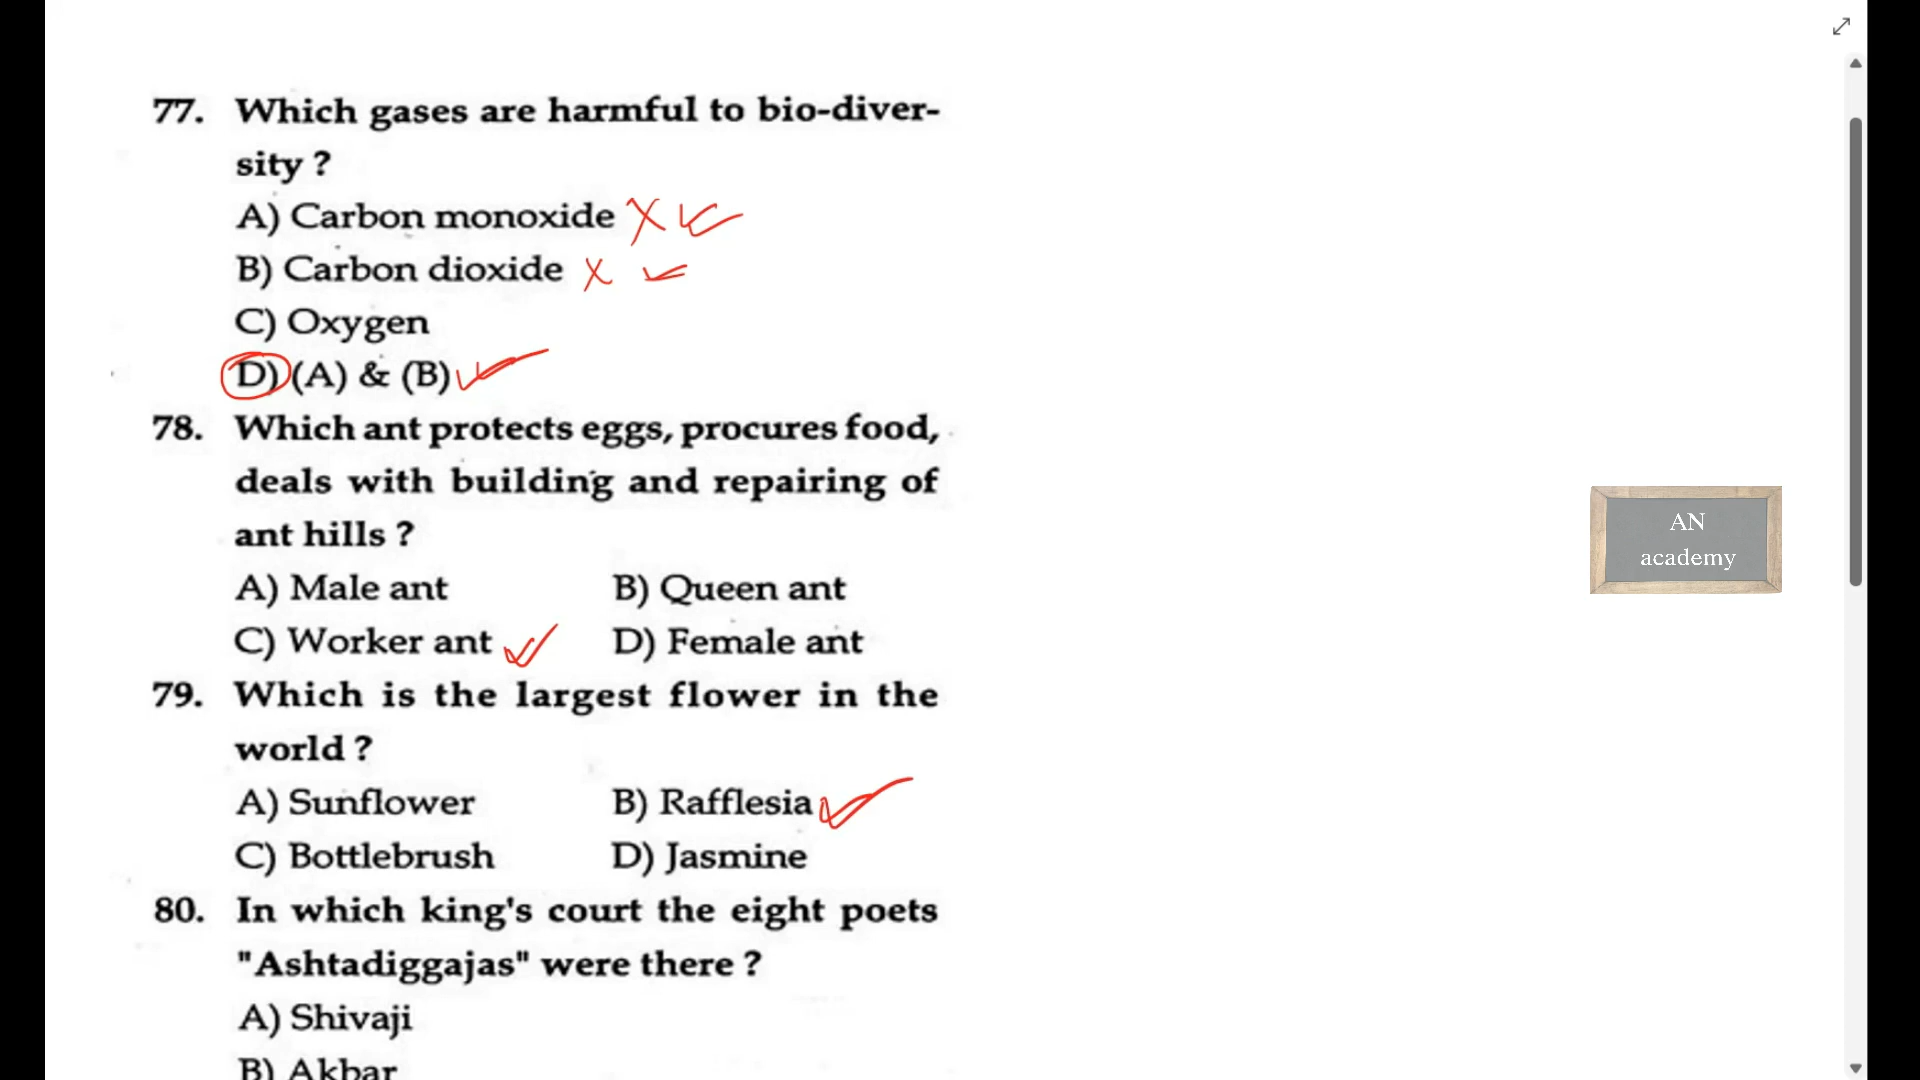 77. Which gases are harmful to bio-diver-
sity ?
A) Carbon monoxide
B) Carbon dioxide
C) Oxygen
D) (A) & (B)
78. Which ant protects eggs, procures food,
deals with building and repairing of
ant hills ?
A) Male ant B) Queen ant
C) Worker ant D) Female ant
79. Which is the largest flower in the
world ?
A) Sunflower B) Rafflesia
C) Bottlebrush D) Jasmine
80. In which king's court the eight poets
"Ashtadiggajas" were there ?
A) Shivaji
B) Akbar
AN
academy